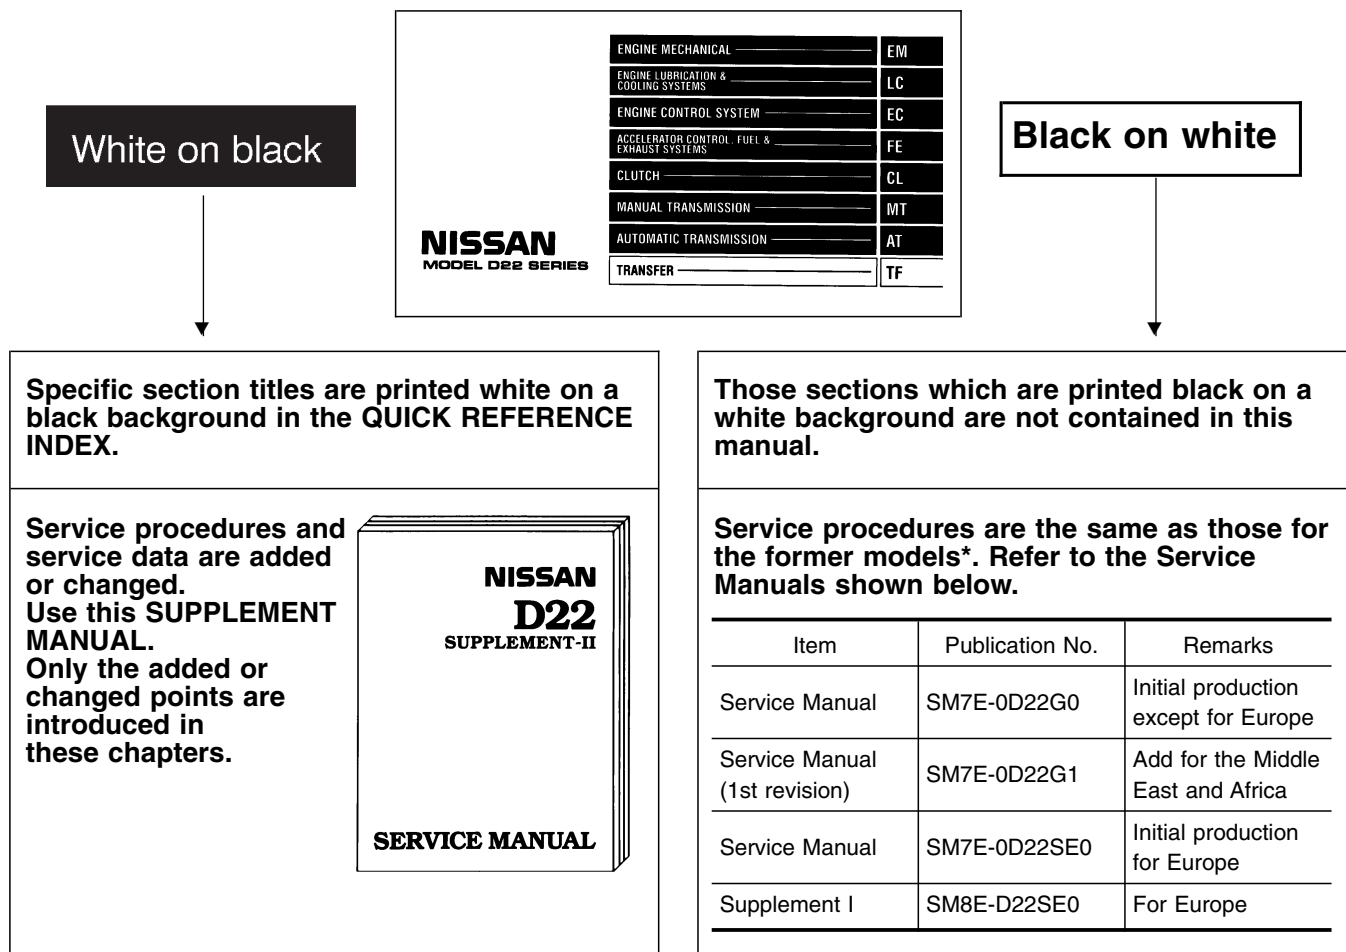 ENGINE MECHANICAL EM
ENGINE LUBRICATION &
COOLING SYSTEMS LC
ENGINE CONTROL SYSTEM EC
ACCELERATOR CONTROL. FUEL &
EXHAUST SYSTEMS FE
CLUTCH CL
MANUAL TRANSMISSION MT
AUTOMATIC TRANSMISSION AT
TRANSFER TF
NISSAN
MODEL D22 SERIES
White on black
Black on white
Specific section titles are printed white on a
black background in the QUICK REFERENCE
INDEX.
Service procedures and
service data are added
or changed.
Use this SUPPLEMENT
MANUAL.
Only the added or
changed points are
introduced in
these chapters.
NISSAN
D22
SUPPLEMENT-II
SERVICE MANUAL
Those sections which are printed black on a
white background are not contained in this
manual.
Service procedures are the same as those for
the former models*. Refer to the Service
Manuals shown below.
Item Publication No. Remarks
Service Manual SM7E-0D22G0 Initial production
except for Europe
Service Manual
(1st revision) SM7E-0D22G1 Add for the Middle
East and Africa
Service Manual SM7E-0D22SE0 Initial production
for Europe
Supplement I SM8E-D22SE0 For Europe